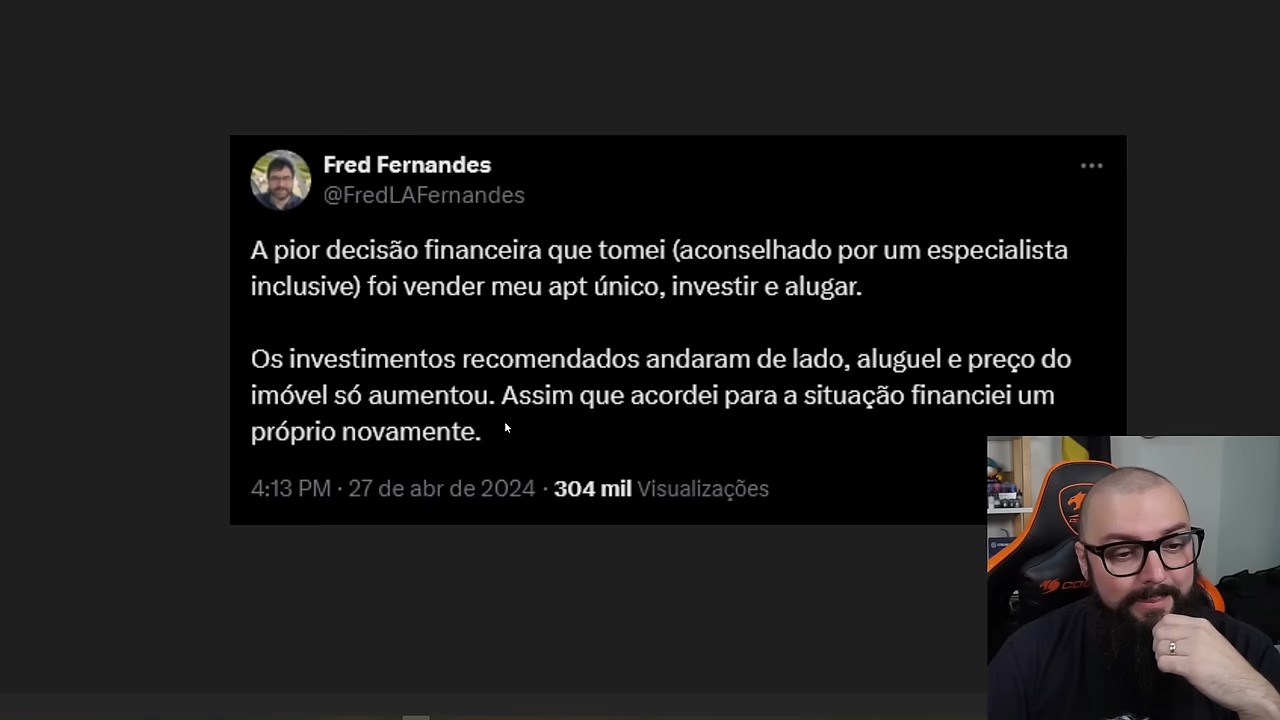 Fred Fernandes
@FredLAFernandes
A pior decisão financeira que tomei (aconselhado por um especialista
inclusive) foi vender meu apt único, investir e alugar.
Os investimentos recomendados andaram de lado, aluguel e preço do
imóvel só aumentou. Assim que acordei para a situação financiei um
próprio novamente.
4:13 PM · 27 de abr de 2024 · 304 mil Visualizações